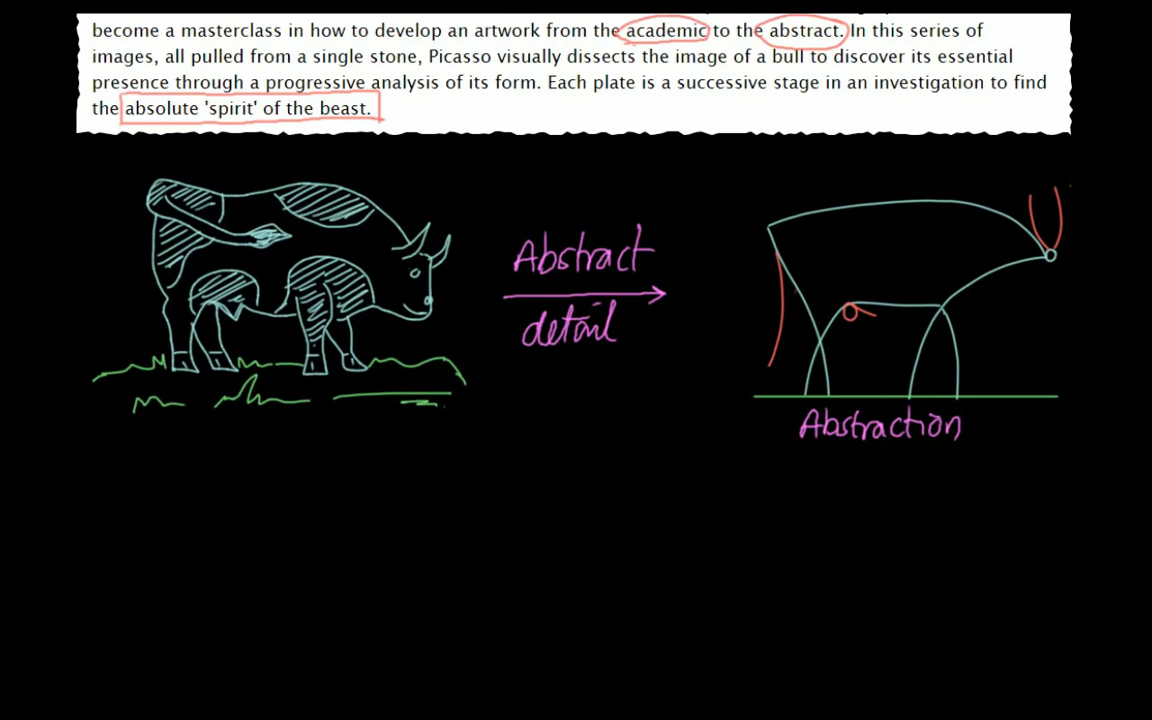 become a masterclass in how to develop an artwork from the academic to the abstract. In this series of
images, all pulled from a single stone, Picasso visually dissects the image of a bull to discover its essential
presence through a progressive analysis of its form. Each plate is a successive stage in an investigation to find
the absolute 'spirit' of the beast.
Abstract
detail
Abstraction